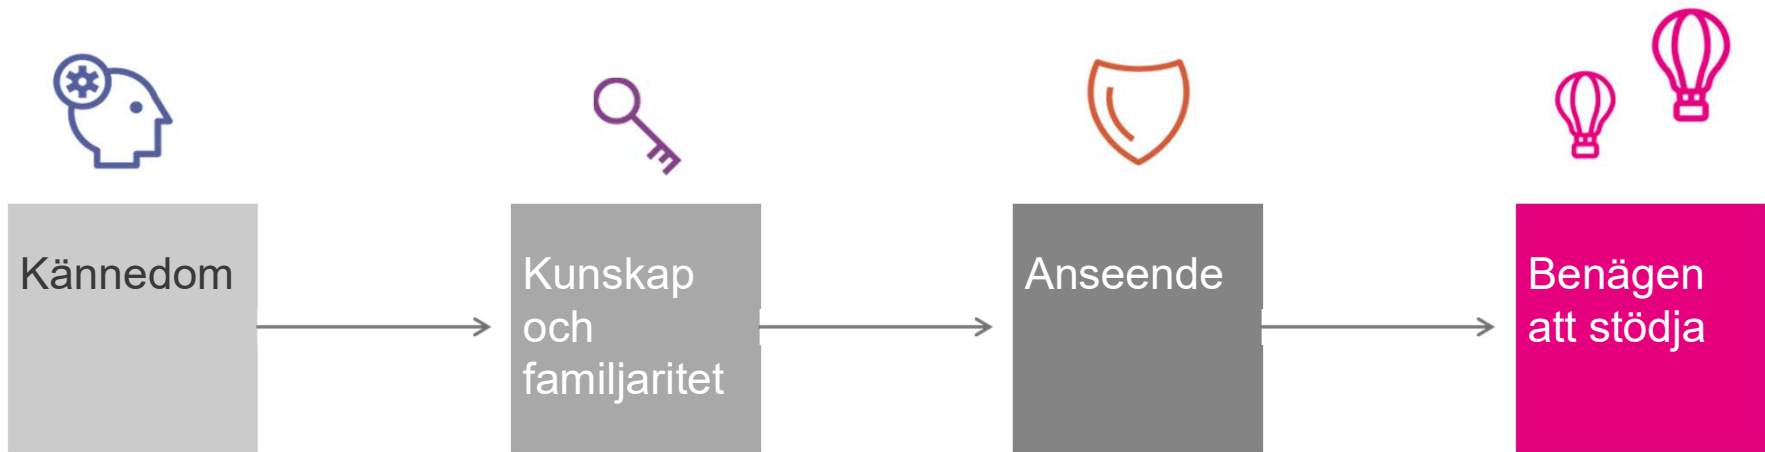 Kännedom
Kunskap
och
familjaritet
Anseende
Benägen
att stödja